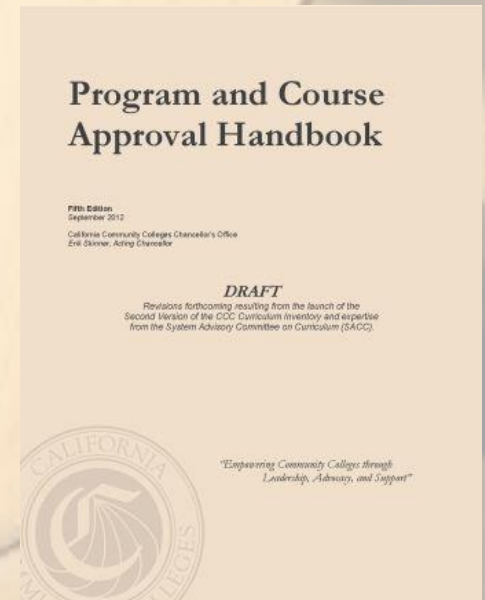 Program and Course
Approval Handbook
Fifth Edition
September 2012
California Community Colleges Chancellor's Office
Erik Skinner, Acting Chancellor
DRAFT
Revisions forthcoming resulting from the launch of the
Second Version of the CCC Curriculum Inventory and expertise
from the System Advisory Committee on Curriculum (SACC).
"Empowering Community Colleges through
Leadership, Advocacy, and Support"
CALIFORNIA